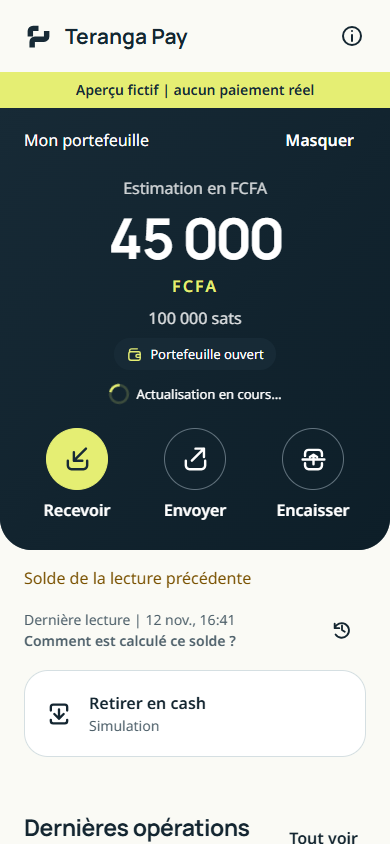 Teranga Pay
Aperçu fictif | aucun paiement réel
Mon portefeuille
Masquer
Estimation en FCFA
45 000
FCFA
100 000 sats
Portefeuille ouvert
Actualisation en cours...
Recevoir
Envoyer
Encaisser
Solde de la lecture précédente
Dernière lecture | 12 nov., 16:41
Comment est calculé ce solde ?
Retirer en cash
Simulation
Dernières opérations
Tout voir